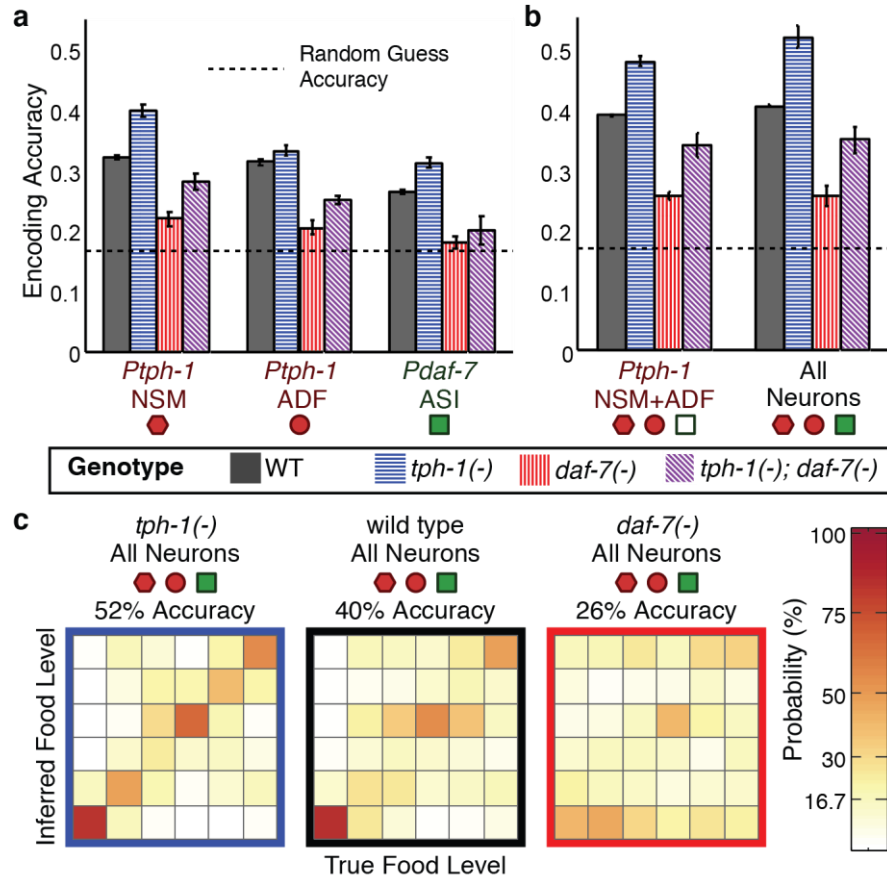 a
b
0.5
0.4
0.3
0.2
0.1
0
Encoding Accuracy
Random Guess
Accuracy
0.5
0.4
0.3
0.2
0.1
0
Ptph-1
NSM
Ptph-1
ADF
Pdaf-7
ASI
Ptph-1
NSM+ADF
All
Neurons
Genotype WT tph-1(-) daf-7(-) tph-1(-); daf-7(-)
c
tph-1(-)
All Neurons
52% Accuracy
wild type
All Neurons
40% Accuracy
daf-7(-)
All Neurons
26% Accuracy
Inferred Food Level
True Food Level
Probability (%)
100
75
50
30
16.7